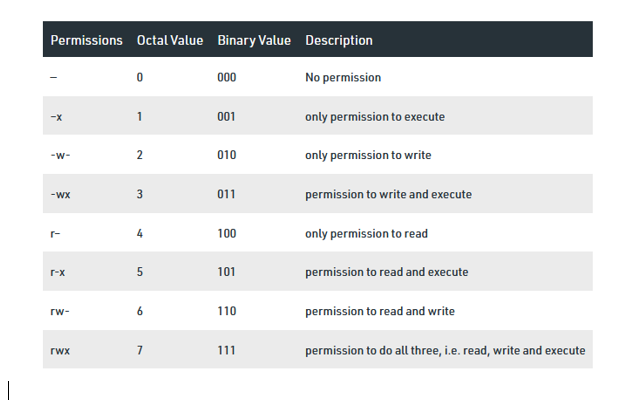 Permissions Octal Value Binary Value Description
– 0 000 No permission
–x 1 001 only permission to execute
-w- 2 010 only permission to write
-wx 3 011 permission to write and execute
r– 4 100 only permission to read
r-x 5 101 permission to read and execute
rw- 6 110 permission to read and write
rwx 7 111 permission to do all three, i.e. read, write and execute